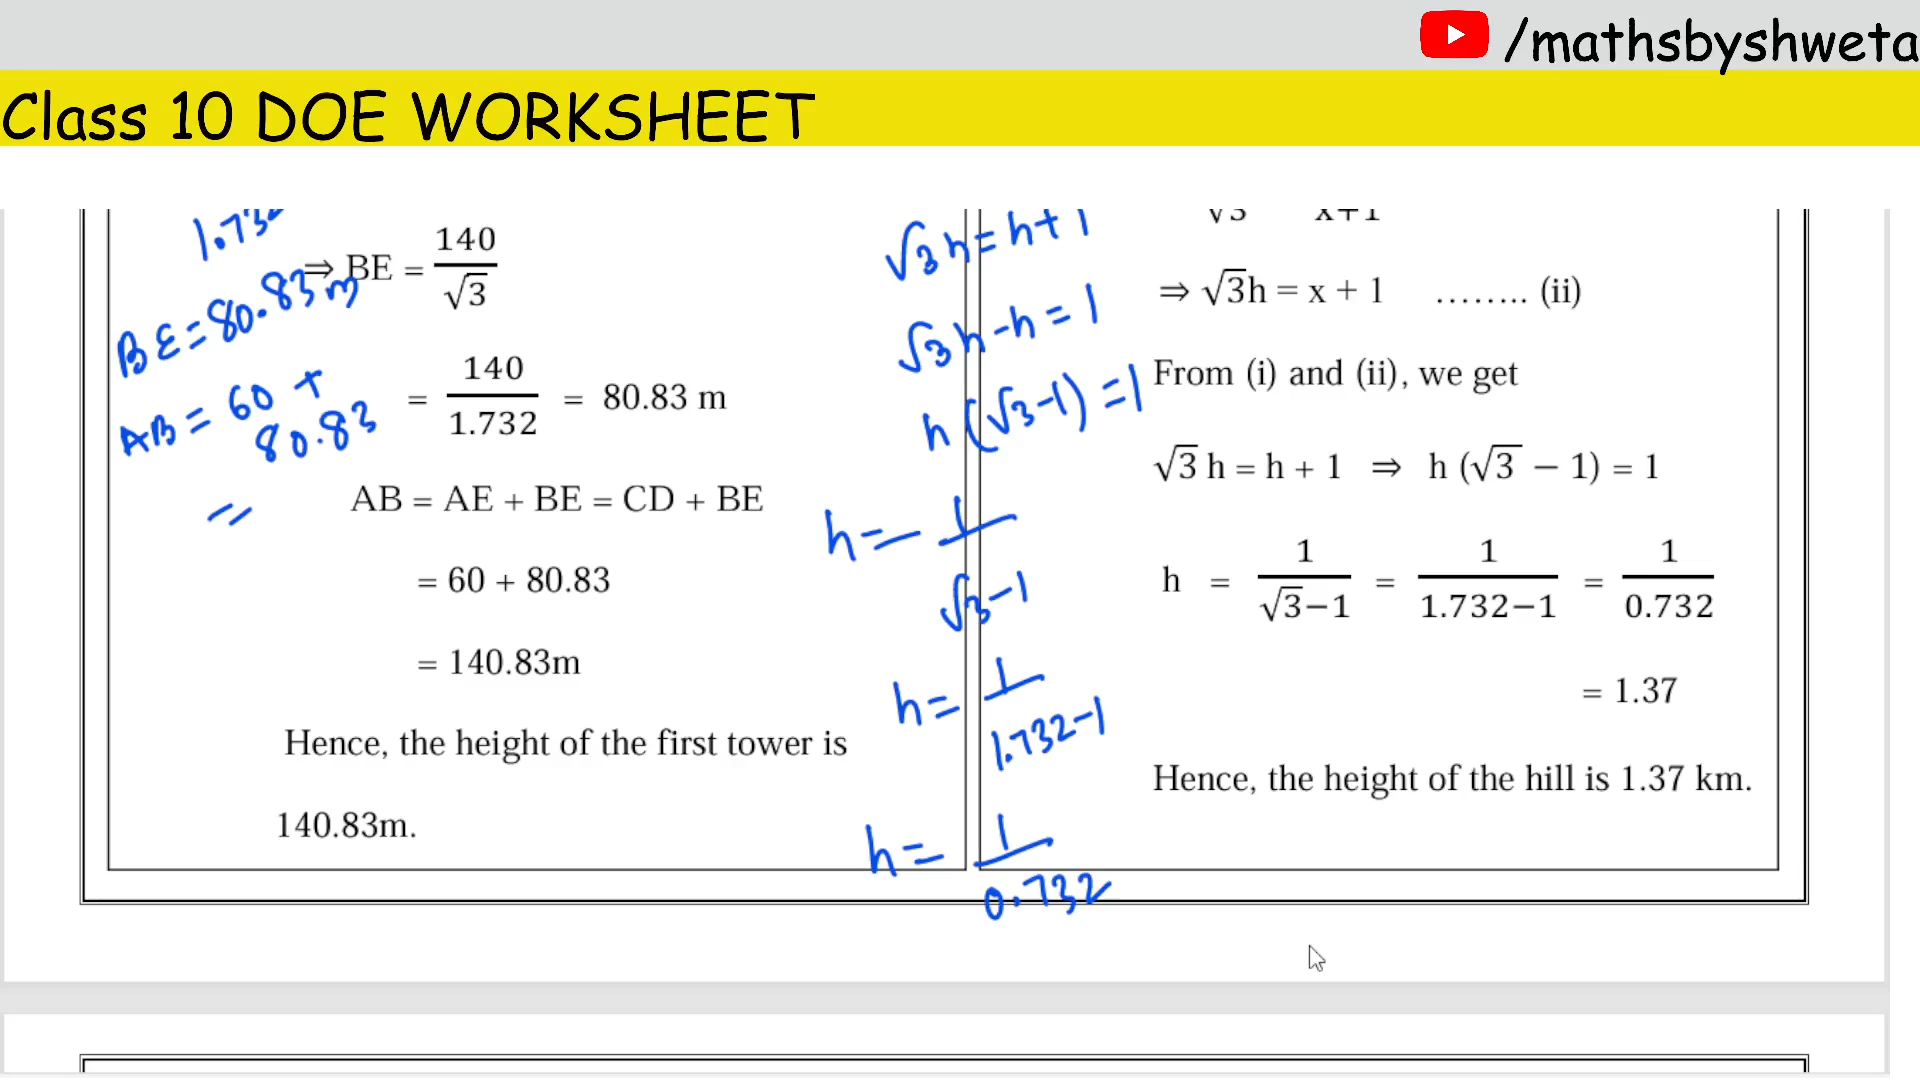 /mathsbyshweta
Class 10 DOE WORKSHEET
⇒ BE = 140/√3
= 140/1.732 = 80.83 m
AB = AE + BE = CD + BE
= 60 + 80.83
= 140.83m
Hence, the height of the first tower is
140.83m.
1.732
BE = 80.83 m
AB = 60 +
80.83
=
√3h = h + 1
√3h - h = 1
h(√3-1) = 1
h = 1/√3-1
h = 1/1.732-1
h = 1/0.732
√3 x+1
⇒ √3h = x + 1 …….. (ii)
From (i) and (ii), we get
√3 h = h + 1 ⇒ h (√3 − 1) = 1
h = 1/√3−1 = 1/1.732−1 = 1/0.732
= 1.37
Hence, the height of the hill is 1.37 km.